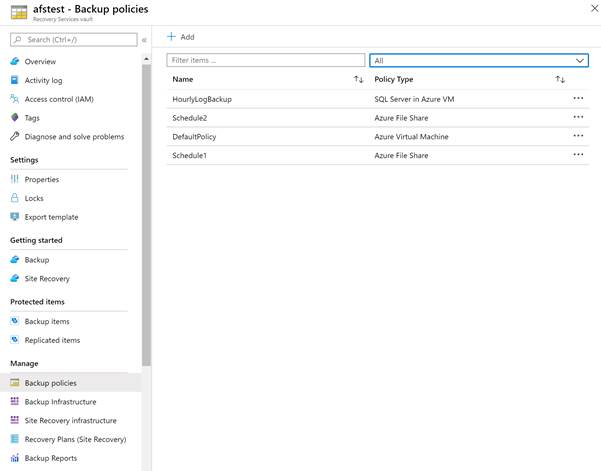 afstest - Backup policies
Recovery Services vault
Search (Ctrl+/)
«
Overview
Activity log
Access control (IAM)
Tags
Diagnose and solve problems
Settings
Properties
Locks
Export template
Getting started
Backup
Site Recovery
Protected items
Backup items
Replicated items
Manage
Backup policies
Backup Infrastructure
Site Recovery infrastructure
Recovery Plans (Site Recovery)
Backup Reports
+ Add
Filter items ... All
Name Policy Type
HourlyLogBackup SQL Server in Azure VM
Schedule2 Azure File Share
DefaultPolicy Azure Virtual Machine
Schedule1 Azure File Share